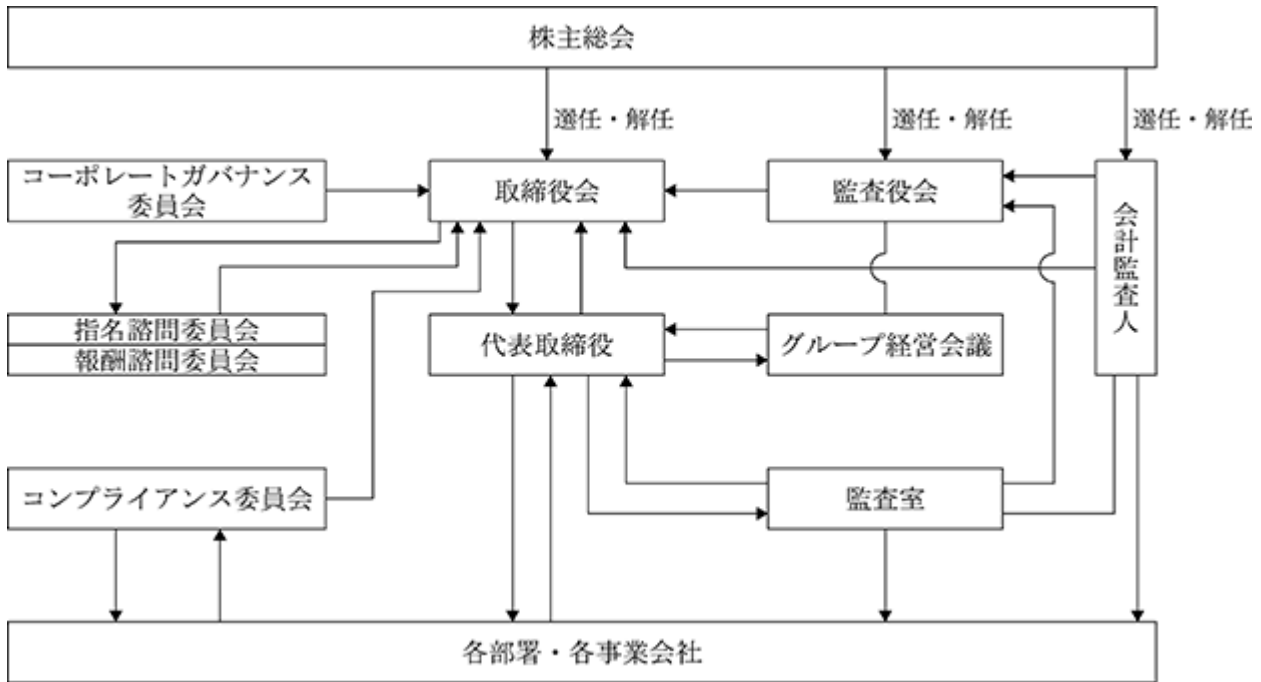 株主総会
選任・解任
選任・解任
選任・解任
コーポレートガバナンス
委員会
取締役会
監査役会
会計監査人
指名諮問委員会
報酬諮問委員会
代表取締役
グループ経営会議
コンプライアンス委員会
監査室
各部署・各事業会社